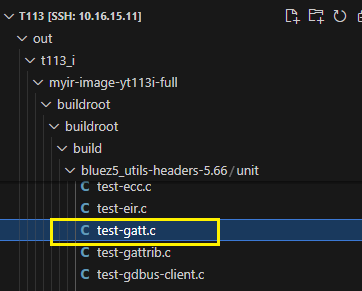 T113 [SSH: 10.16.15.11]
out
t113_i
myir-image-yt113i-full
buildroot
buildroot
build
bluez5_utils-headers-5.66/unit
C test-ecc.c
C test-eir.c
C test-gatt.c
C test-gattrib.c
C test-gdbus-client.c